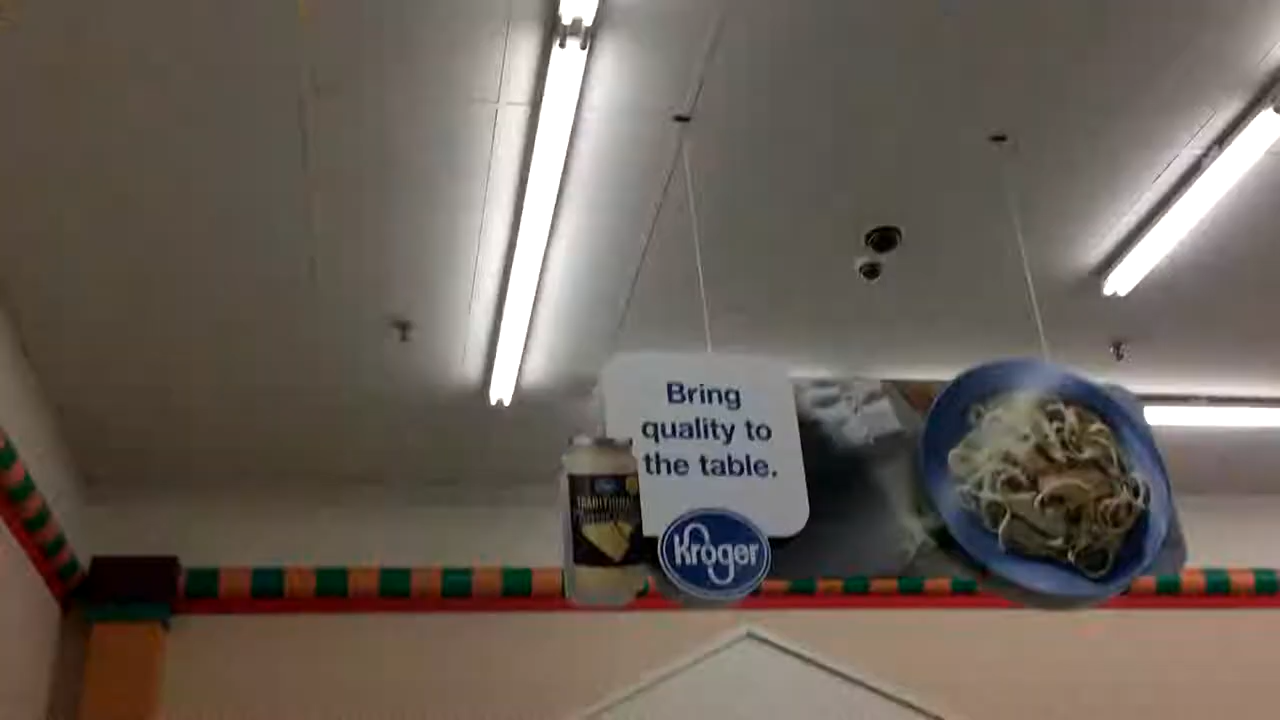 Bring
quality to
the table.
Kroger